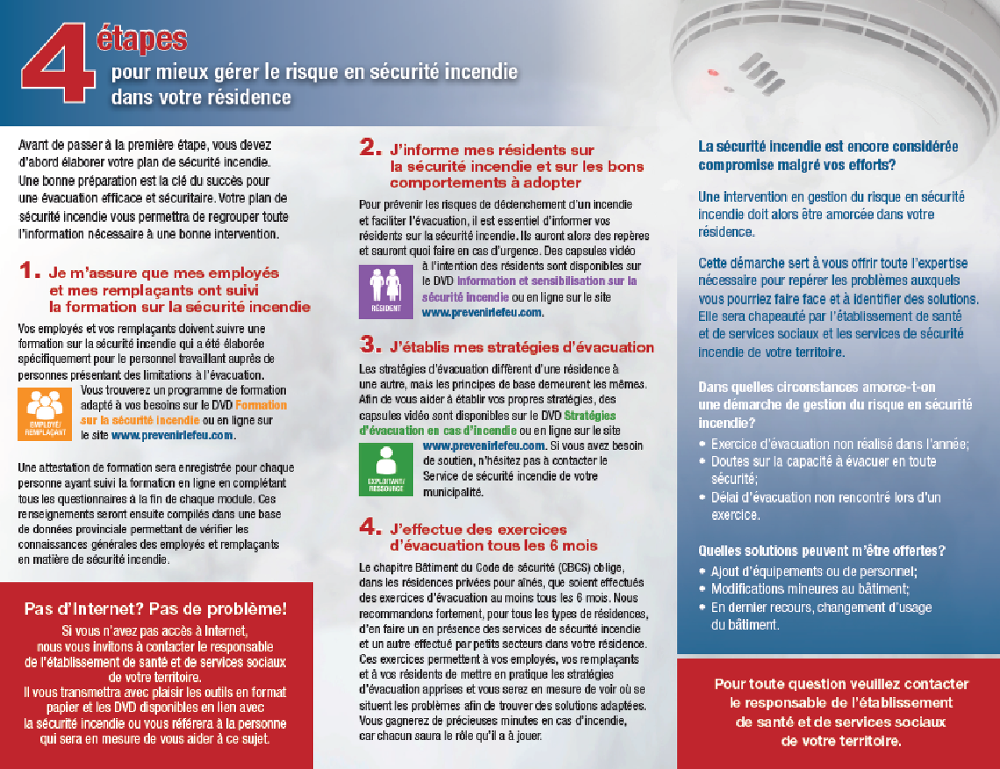 4 étapes
pour mieux gérer le risque en sécurité incendie
dans votre résidence
Avant de passer à la première étape, vous devez
d'abord élaborer votre plan de sécurité incendie.
Une bonne préparation est la clé du succès pour
une évacuation efficace et sécuritaire. Votre plan de
sécurité incendie vous permettra de regrouper toute
l'information nécessaire à une bonne intervention.
1. Je m'assure que mes employés
et mes remplaçants ont suivi
la formation sur la sécurité incendie
Vos employés et vos remplaçants doivent suivre une
formation sur la sécurité incendie qui a été élaborée
spécifiquement pour le personnel travaillant auprès de
personnes présentant des limitations à l'évacuation.
Vous trouverez un programme de formation
adapté à vos besoins sur le DVD Formation
sur la sécurité incendie ou en ligne sur
le site www.prevenirlefeu.com.
EMPLOYÉ/
REMPLAÇANT
Une attestation de formation sera enregistrée pour chaque
personne ayant suivi la formation en ligne en complétant
tous les questionnaires à la fin de chaque module. Ces
renseignements seront ensuite compilés dans une base
de données provinciale permettant de vérifier les
connaissances générales des employés et remplaçants
en matière de sécurité incendie.
Pas d'Internet? Pas de problème!
Si vous n'avez pas accès à Internet,
nous vous invitons à contacter le responsable
de l'établissement de santé et de services sociaux
de votre territoire.
Il vous transmettra avec plaisir les outils en format
papier et les DVD disponibles en lien avec
la sécurité incendie ou vous référera à la personne
qui sera en mesure de vous aider à ce sujet.
2. J'informe mes résidents sur
la sécurité incendie et sur les bons
comportements à adopter
Pour prévenir les risques de déclenchement d'un incendie
et faciliter l'évacuation, il est essentiel d'informer vos
résidents sur la sécurité incendie. Ils auront alors des repères
et sauront quoi faire en cas d'urgence. Des capsules vidéo
à l'intention des résidents sont disponibles sur
le DVD Information et sensibilisation sur la
sécurité incendie ou en ligne sur le site
www.prevenirlefeu.com.
RÉSIDENT
3. J'établis mes stratégies d'évacuation
Les stratégies d'évacuation diffèrent d'une résidence à
une autre, mais les principes de base demeurent les mêmes.
Afin de vous aider à établir vos propres stratégies, des
capsules vidéo sont disponibles sur le DVD Stratégies
d'évacuation en cas d'incendie ou en ligne sur le site
www.prevenirlefeu.com. Si vous avez besoin
de soutien, n'hésitez pas à contacter le
Service de sécurité incendie de votre
municipalité.
EXPLOITANT/
RESSOURCE
4. J'effectue des exercices
d'évacuation tous les 6 mois
Le chapitre Bâtiment du Code de sécurité (CBCS) oblige,
dans les résidences privées pour aînés, que soient effectués
des exercices d'évacuation au moins tous les 6 mois. Nous
recommandons fortement, pour tous les types de résidences,
d'en faire un en présence des services de sécurité incendie
et un autre effectué par petits secteurs dans votre résidence.
Ces exercices permettent à vos employés, vos remplaçants
et à vos résidents de mettre en pratique les stratégies
d'évacuation apprises et vous serez en mesure de voir où se
situent les problèmes afin de trouver des solutions adaptées.
Vous gagnerez de précieuses minutes en cas d'incendie,
car chacun saura le rôle qu'il a à jouer.
La sécurité incendie est encore considérée
compromise malgré vos efforts?
Une intervention en gestion du risque en sécurité
incendie doit alors être amorcée dans votre
résidence.
Cette démarche sert à vous offrir toute l'expertise
nécessaire pour repérer les problèmes auxquels
vous pourriez faire face et à identifier des solutions.
Elle sera chapeauté par l'établissement de santé
et de services sociaux et les services de sécurité
incendie de votre territoire.
Dans quelles circonstances amorce-t-on
une démarche de gestion du risque en sécurité
incendie?
• Exercice d'évacuation non réalisé dans l'année;
• Doutes sur la capacité à évacuer en toute
sécurité;
• Délai d'évacuation non rencontré lors d'un
exercice.
Quelles solutions peuvent m'être offertes?
• Ajout d'équipements ou de personnel;
• Modifications mineures au bâtiment;
• En dernier recours, changement d'usage
du bâtiment.
Pour toute question veuillez contacter
le responsable de l'établissement
de santé et de services sociaux
de votre territoire.